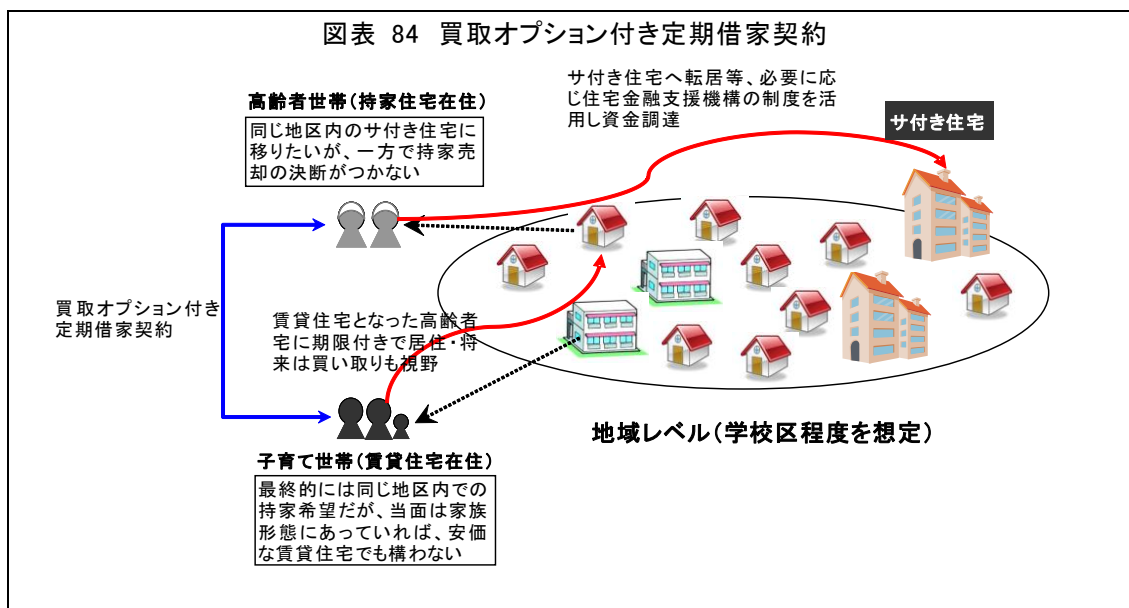 図表 84 買取オプション付き定期借家契約
サ付き住宅へ転居等、必要に応
じ住宅金融支援機構の制度を活
用し資金調達
高齢者世帯(持家住宅在住)
同じ地区内のサ付き住宅に
移りたいが、一方で持家売
却の決断がつかない
サ付き住宅
買取オプション付き
定期借家契約
賃貸住宅となった高齢者
宅に期限付きで居住・将
来は買い取りも視野
地域レベル(学校区程度を想定)
子育て世帯(賃貸住宅在住)
最終的には同じ地区内での
持家希望だが、当面は家族
形態にあっていれば、安価
な賃貸住宅でも構わない